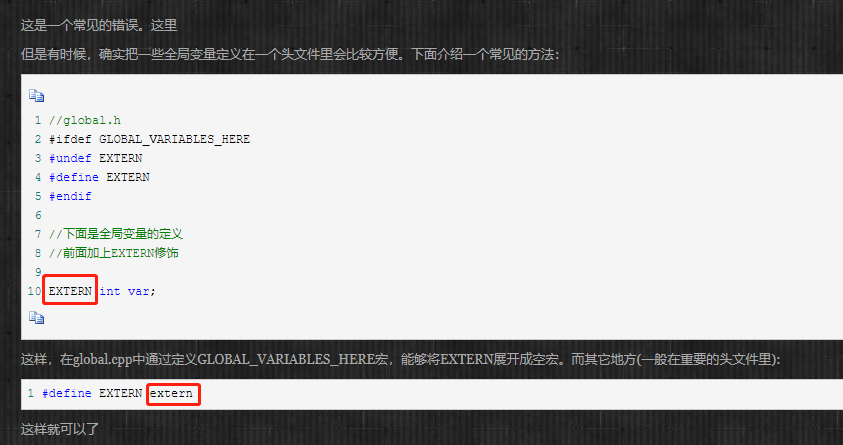 这是一个常见的错误。这里
但是有时候，确实把一些全局变量定义在一个头文件里会比较方便。下面介绍一个常见的方法：
1 //global.h
2 #ifdef GLOBAL_VARIABLES_HERE
3 #undef EXTERN
4 #define EXTERN
5 #endif
6
7 //下面是全局变量的定义
8 //前面加上EXTERN修饰
9
10 EXTERN int var;
这样，在global.cpp中通过定义GLOBAL_VARIABLES_HERE宏，能够将EXTERN展开成空宏。而其它地方(一般在重要的头文件里)：
1 #define EXTERN extern
这样就可以了